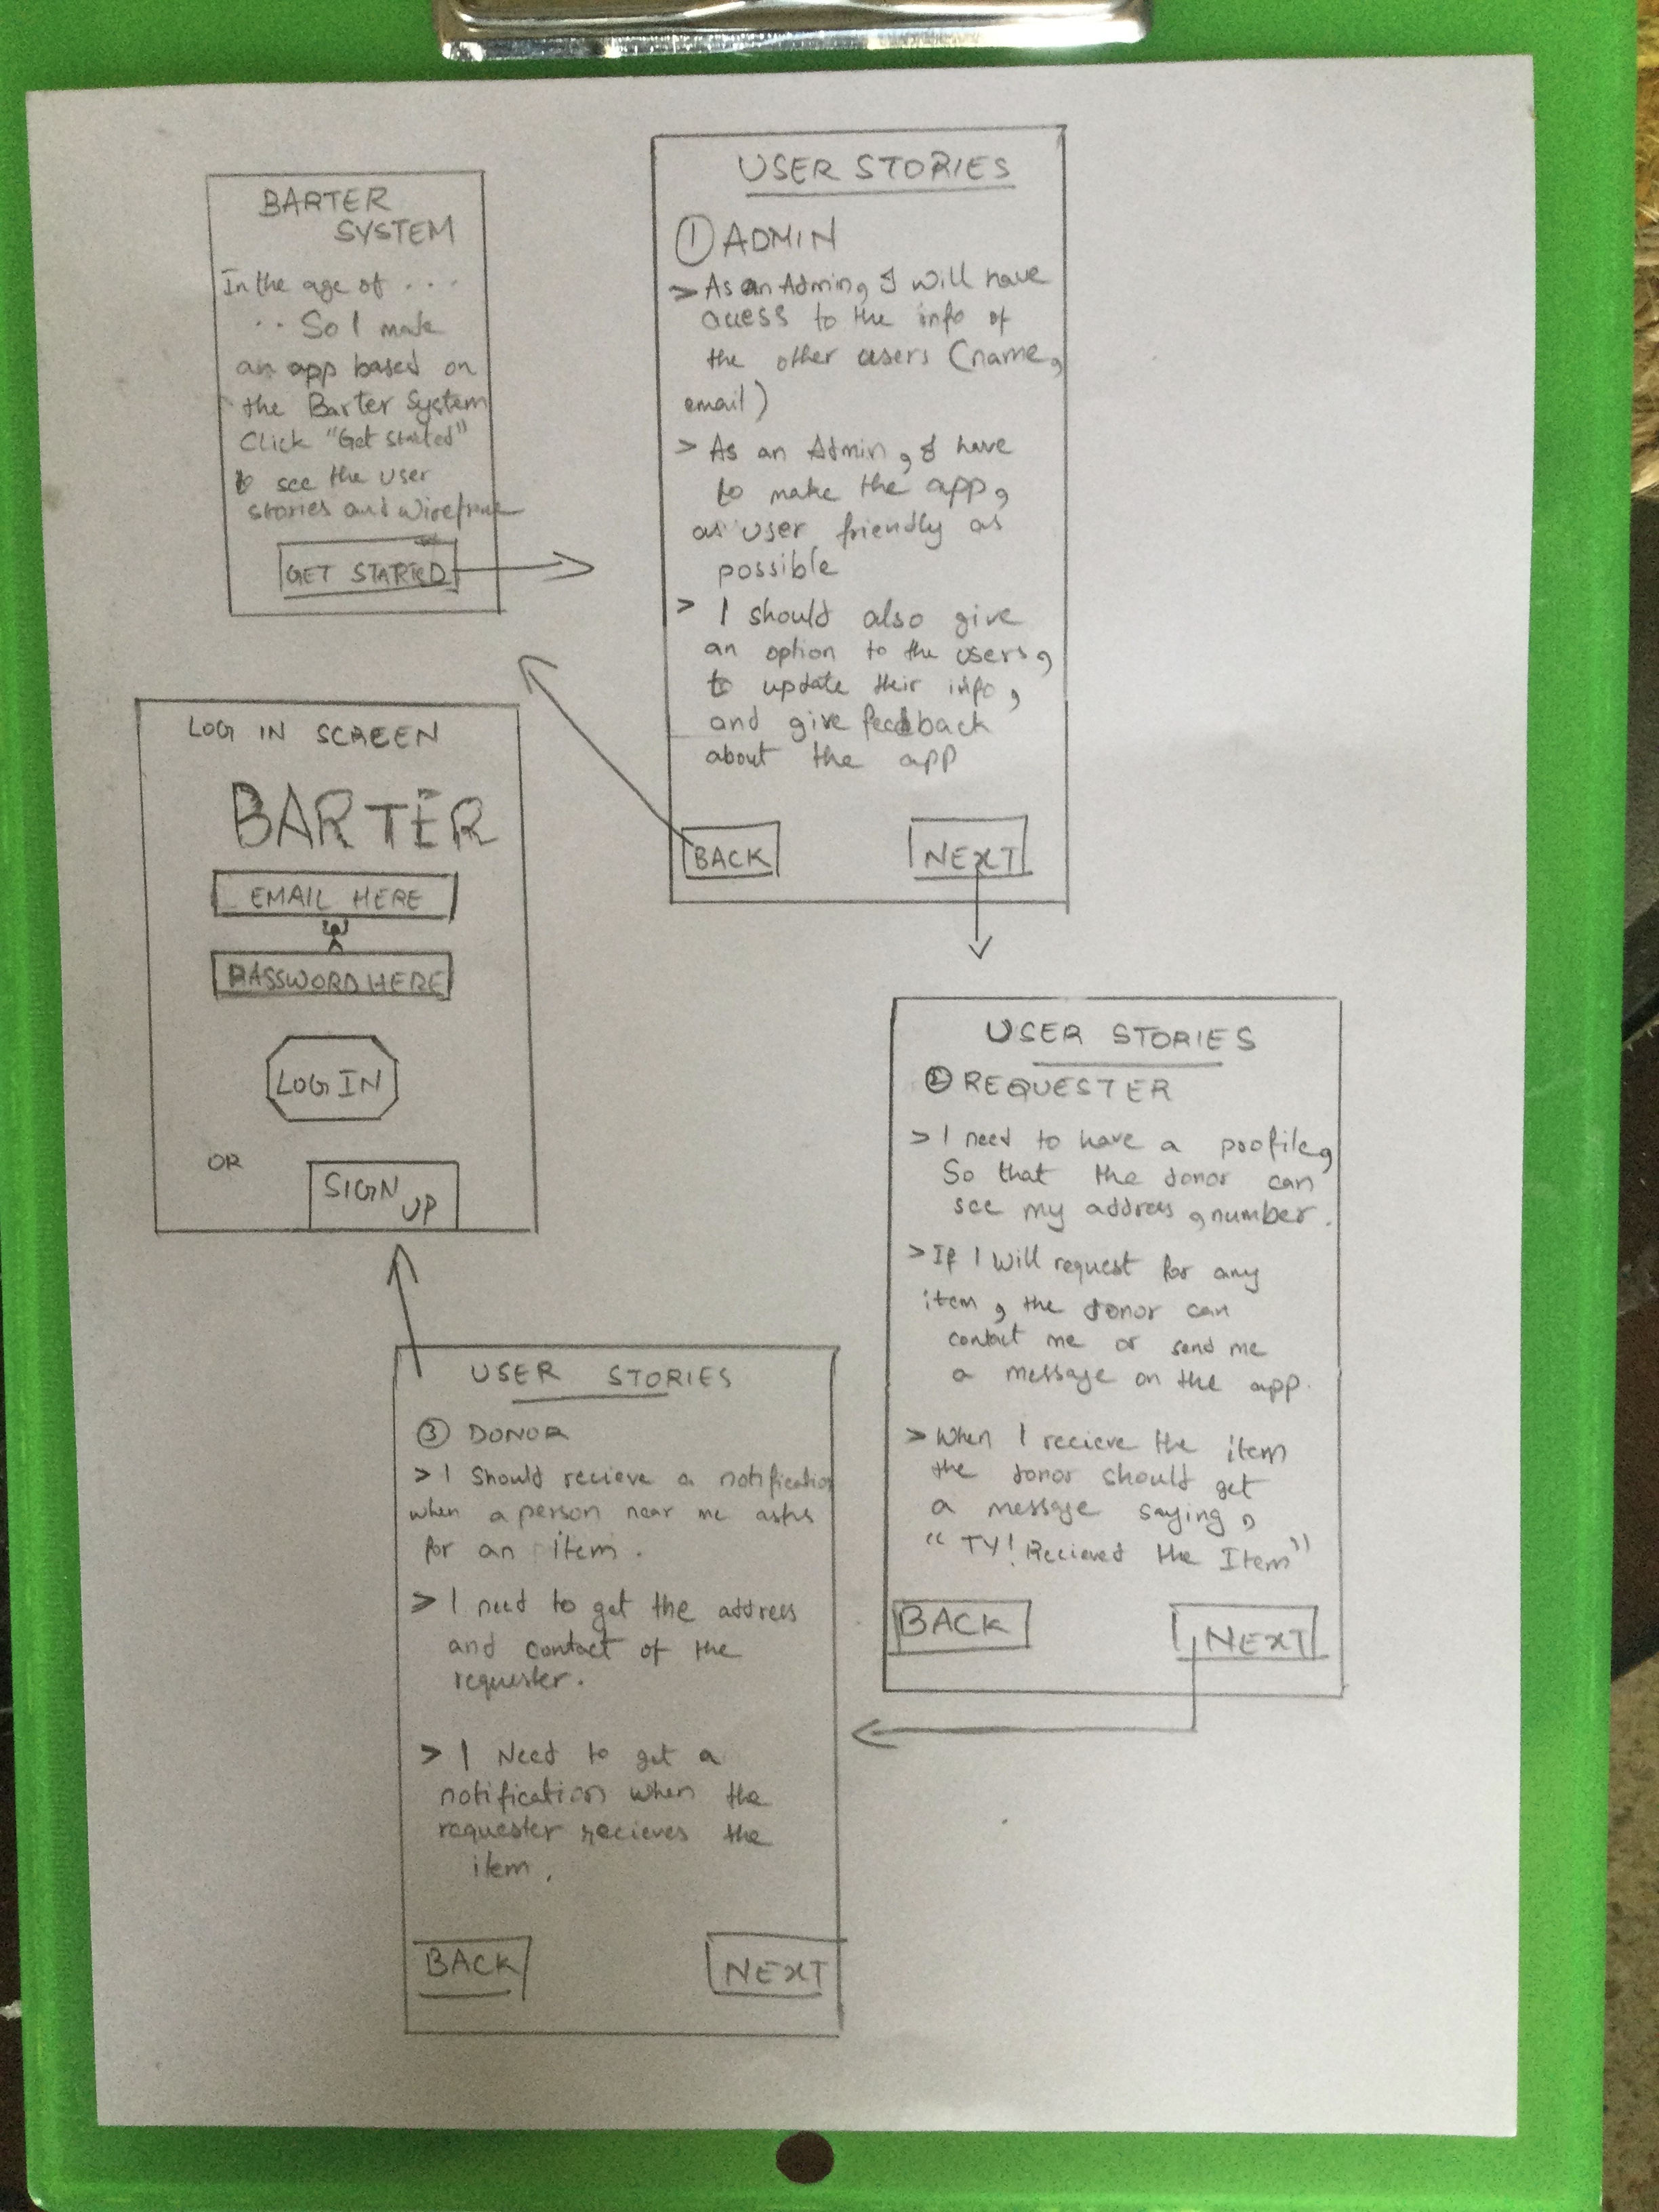 BARTER
SYSTEM
In the age of ....
.. So I make
an app based on
the Barter System
Click "Get started"
to see the user
stories and wireframe
GET STARTED
USER STORIES
① ADMIN
> As an Admin, I will have
access to the info of
the other users (name,
email)
> As an Admin, I have
to make the app,
as user friendly as
possible
> I should also give
an option to the users,
to update their info,
and give feedback
about the app
BACK
NEXT
USER STORIES
② REQUESTER
> I need to have a profile,
So that the donor can
see my address, number.
> If I will request for any
item, the donor can
contact me or send me
a message on the app.
> When I recieve the item
the donor should get
a message saying,
"TY! Recieved the Item"
BACK
NEXT
USER STORIES
③ DONOR
> I should recieve a notification
when a person near me asks
for an item.
> I need to get the address
and contact of the
requester.
> I Need to get a
notification when the
requester recieves the
item.
BACK
NEXT
LOG IN SCREEN
BARTER
EMAIL HERE
PASSWORD HERE
LOG IN
OR
SIGN
UP